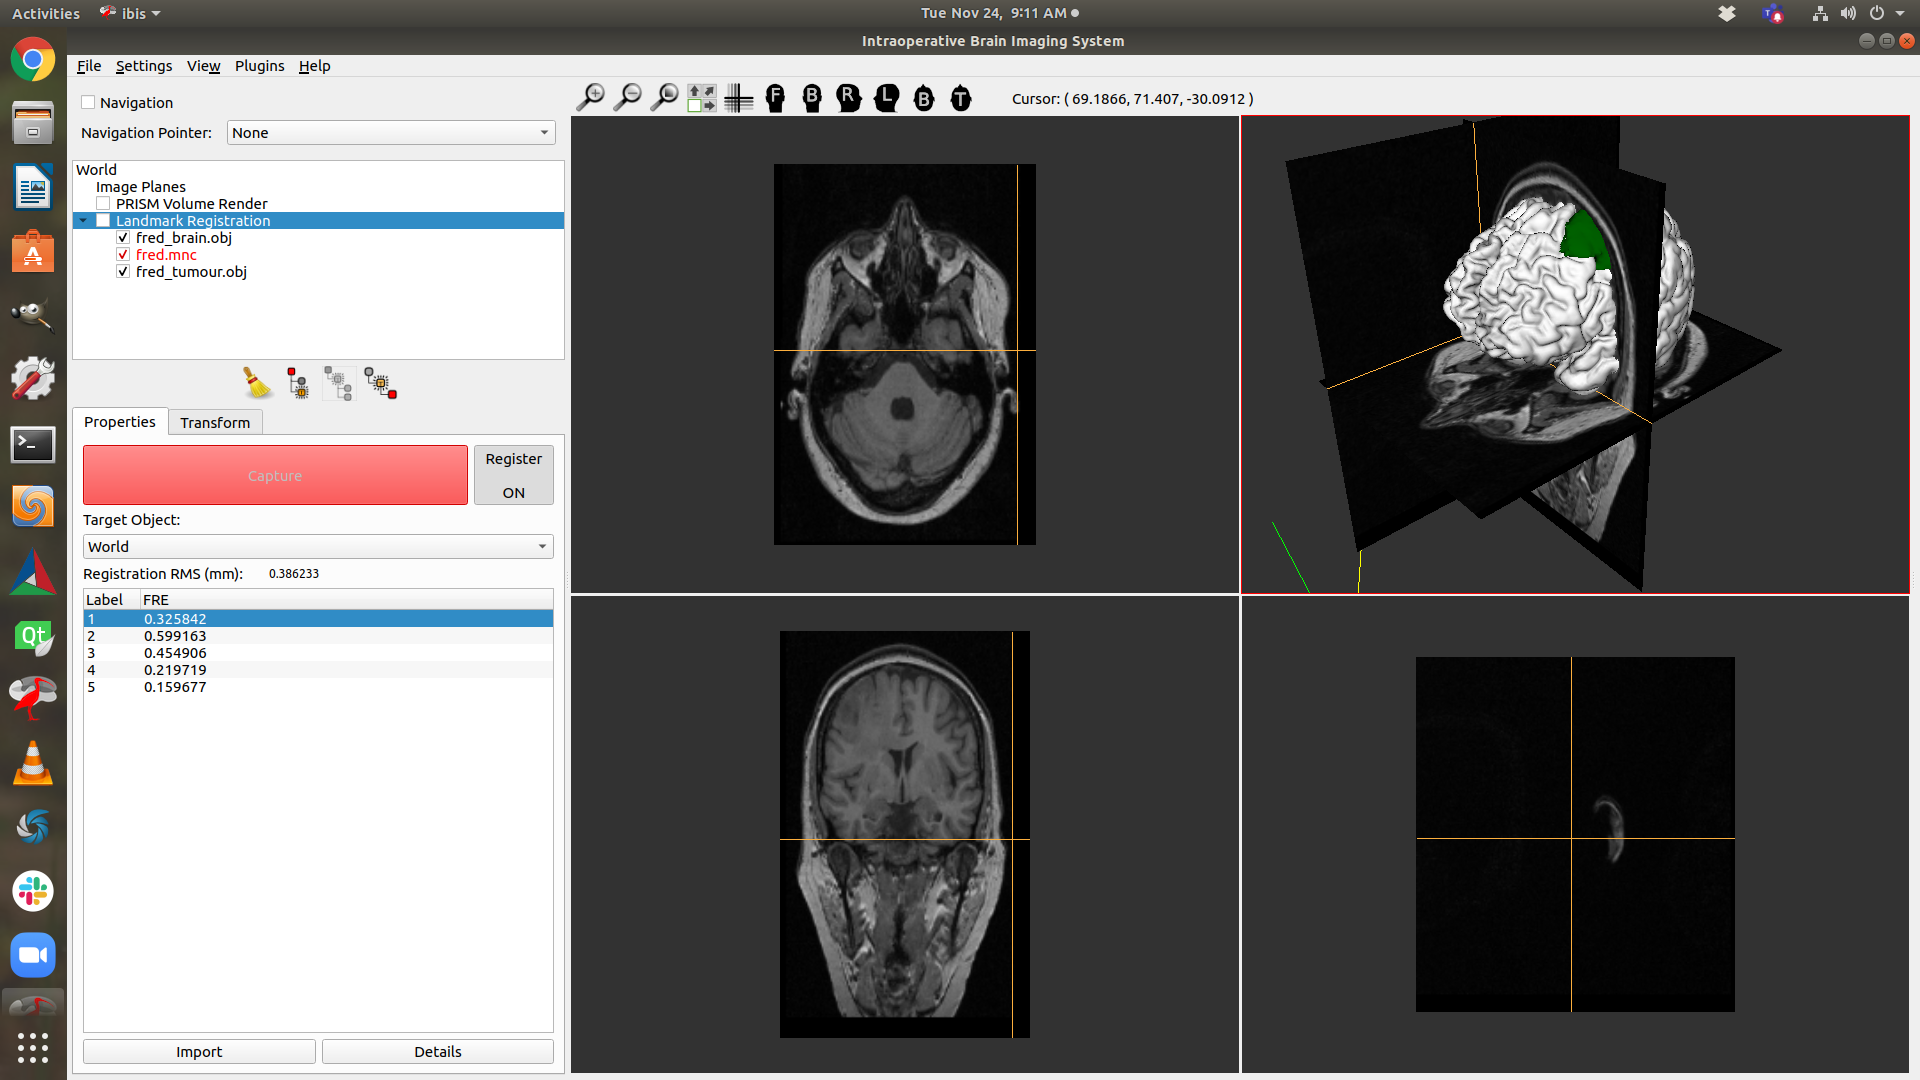 Activities ibis Tue Nov 24, 9:11 AM
Intraoperative Brain Imaging System
File Settings View Plugins Help
Navigation
Navigation Pointer: None
F B R L B T
Cursor: ( 69.1866, 71.407, -30.0912 )
World
Image Planes
PRISM Volume Render
Landmark Registration
fred_brain.obj
fred.mnc
fred_tumour.obj
Properties Transform
Capture
Register
ON
Target Object:
World
Registration RMS (mm): 0.386233
Label FRE
1 0.325842
2 0.599163
3 0.454906
4 0.219719
5 0.159677
Import Details
Qt